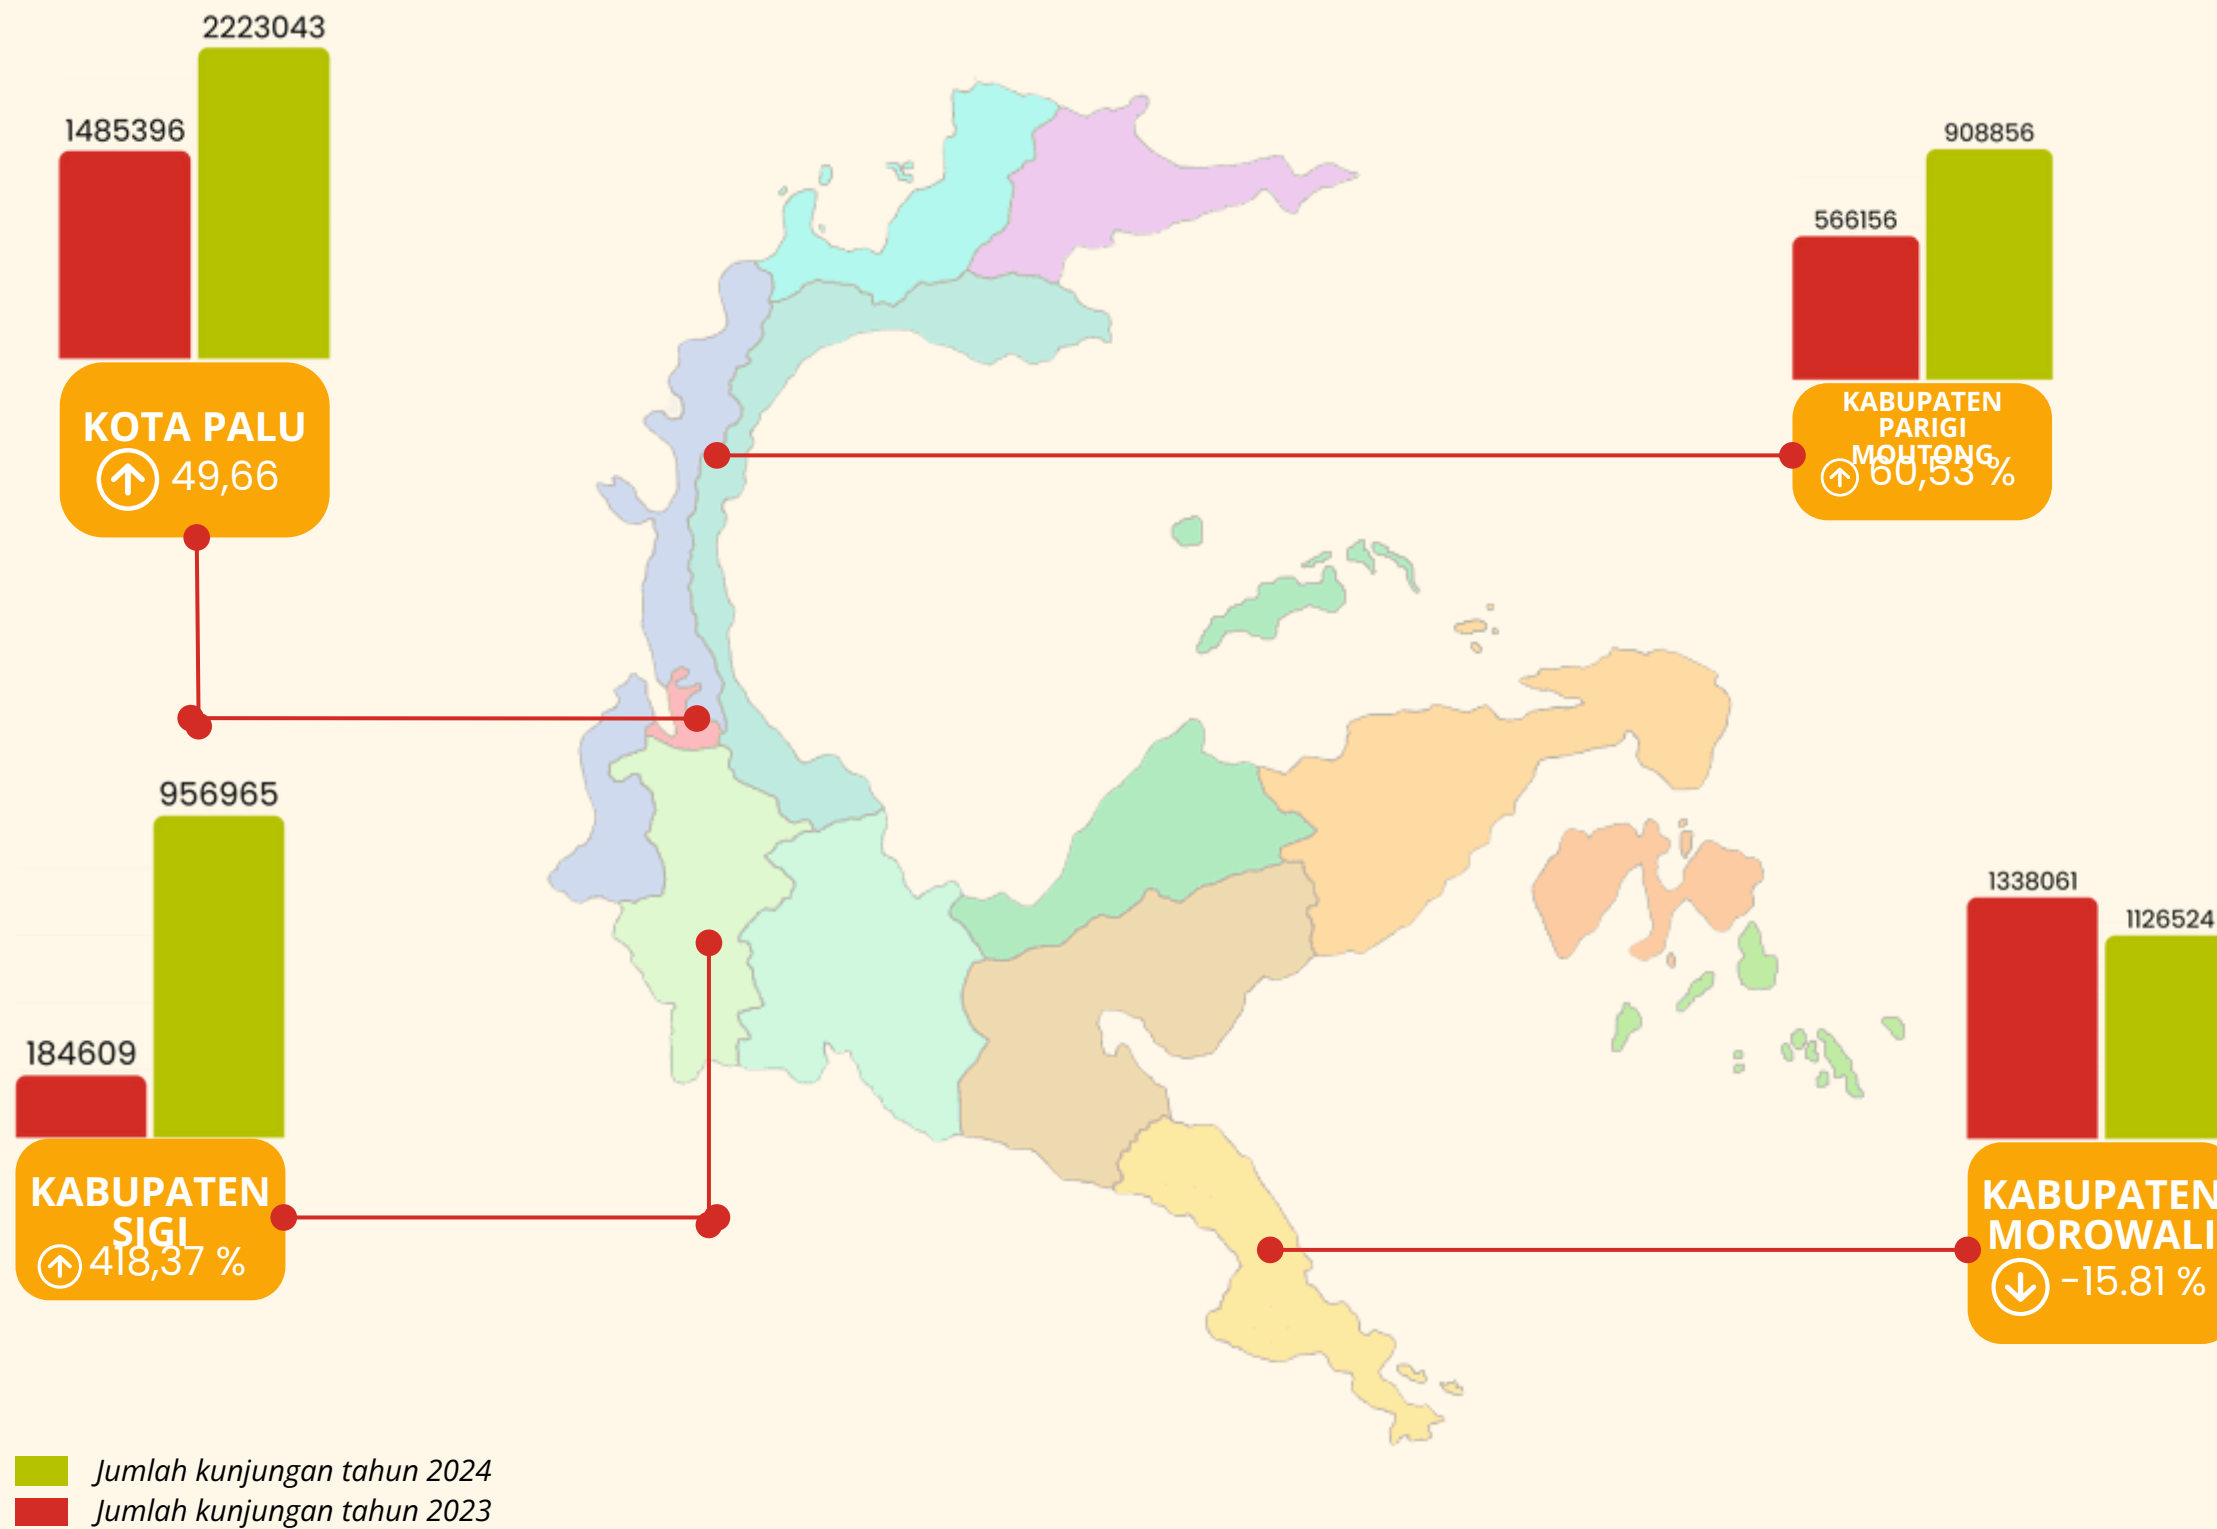 2223043
1485396
KOTA PALU
49,66
908856
566156
KABUPATEN
PARIGI
MOUTONG
60,53 %
956965
184609
KABUPATEN
SIGI
418,37 %
1338061
1126524
KABUPATEN
MOROWALI
-15.81 %
Jumlah kunjungan tahun 2024
Jumlah kunjungan tahun 2023